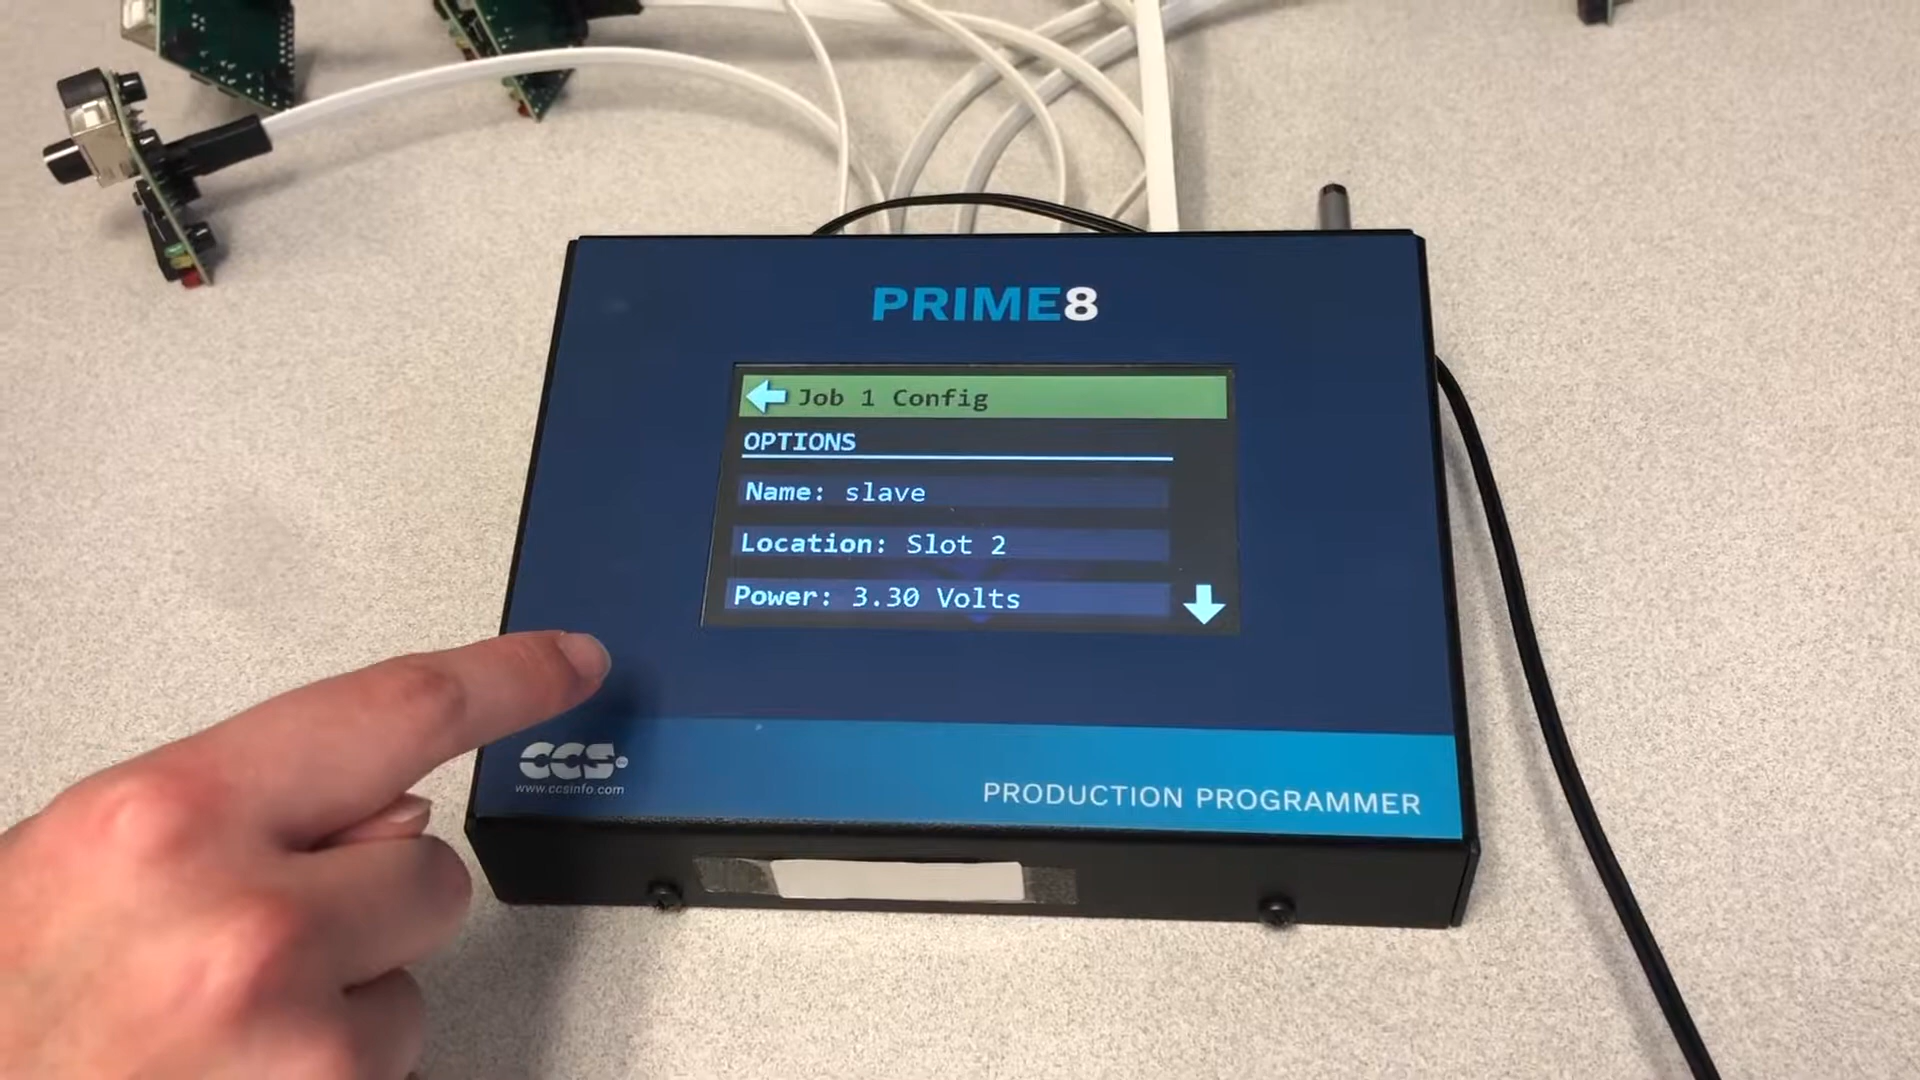 PRIME8
Job 1 Config
OPTIONS
Name: slave
Location: Slot 2
Power: 3.30 Volts
CCS
www.ccsinfo.com
PRODUCTION PROGRAMMER